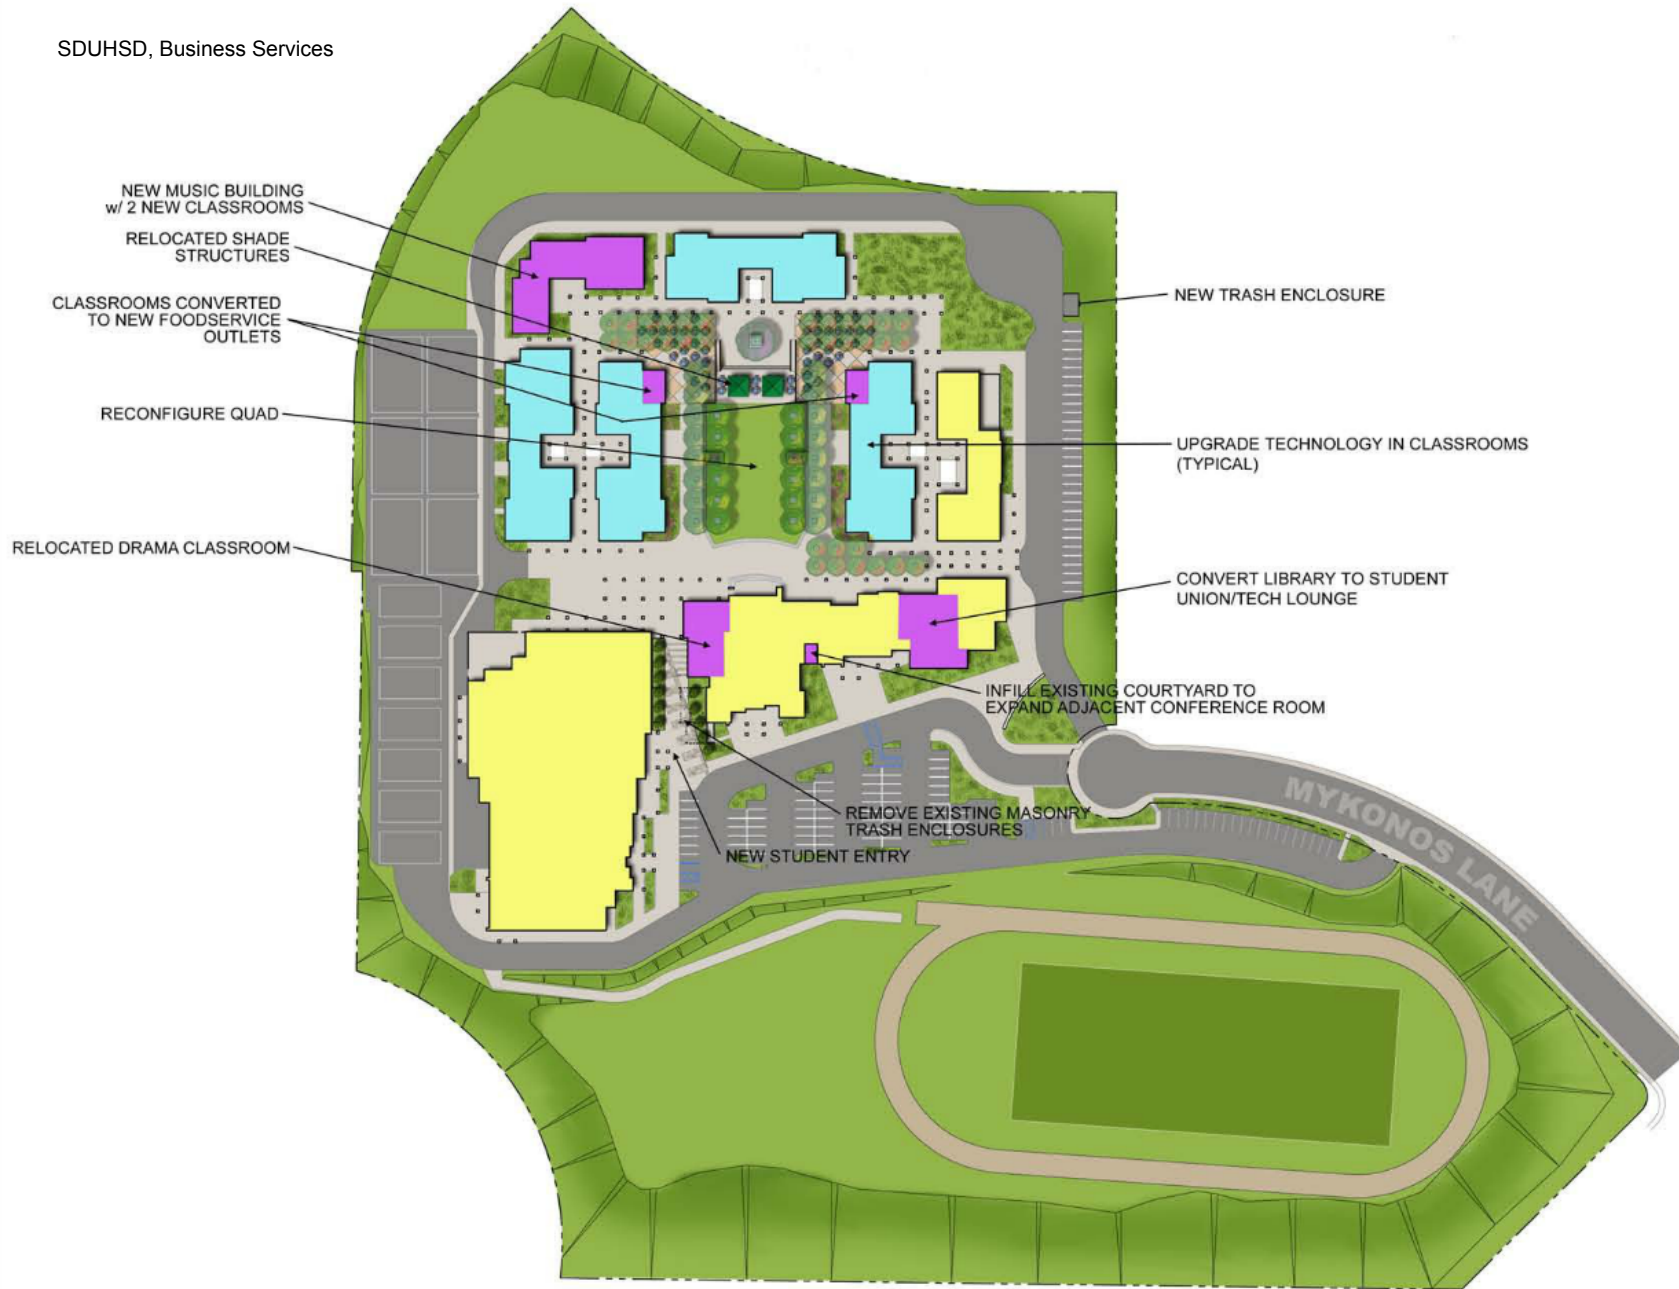 SDUHSD, Business Services
NEW MUSIC BUILDING
w/ 2 NEW CLASSROOMS
RELOCATED SHADE
STRUCTURES
CLASSROOMS CONVERTED
TO NEW FOODSERVICE
OUTLETS
RECONFIGURE QUAD
RELOCATED DRAMA CLASSROOM
NEW TRASH ENCLOSURE
UPGRADE TECHNOLOGY IN CLASSROOMS
(TYPICAL)
CONVERT LIBRARY TO STUDENT
UNION/TECH LOUNGE
INFILL EXISTING COURTYARD TO
EXPAND ADJACENT CONFERENCE ROOM
REMOVE EXISTING MASONRY
TRASH ENCLOSURES
NEW STUDENT ENTRY
MYKONOS LANE